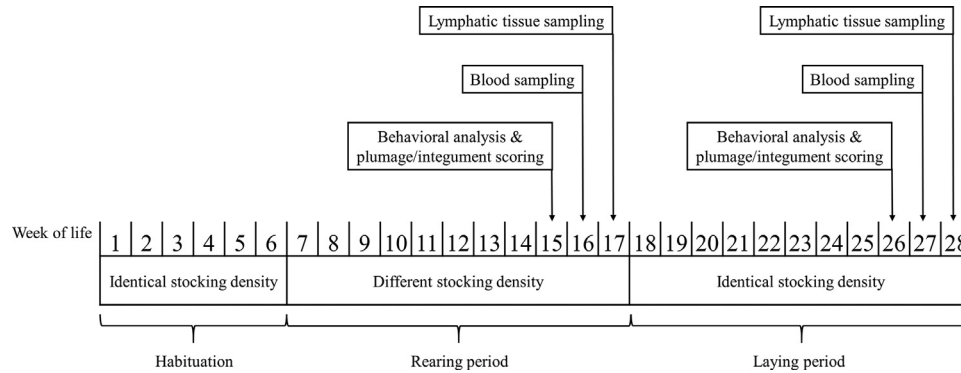 Lymphatic tissue sampling
Lymphatic tissue sampling
Blood sampling
Blood sampling
Behavioral analysis &
plumage/integument scoring
Behavioral analysis &
plumage/integument scoring
Week of life
1 2 3 4 5 6 7 8 9 10 11 12 13 14 15 16 17 18 19 20 21 22 23 24 25 26 27 28
Identical stocking density
Different stocking density
Identical stocking density
Habituation
Rearing period
Laying period